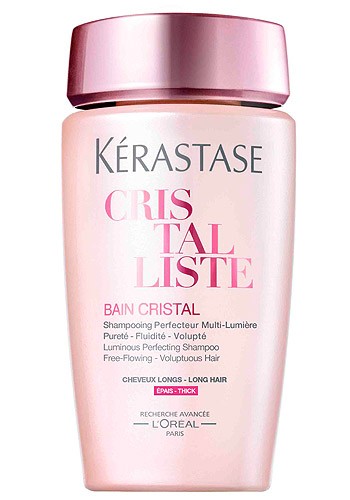 KÉRASTASE
CRIS
TAL
LISTE
BAIN CRISTAL
Shampooing Perfecteur Multi-Lumière
Pureté - Fluidité - Volupté
Luminous Perfecting Shampoo
Free-Flowing - Voluptuous Hair
CHEVEUX LONGS - LONG HAIR
ÉPAIS - THICK
RECHERCHE AVANCÉE
L'ORÉAL
PARIS